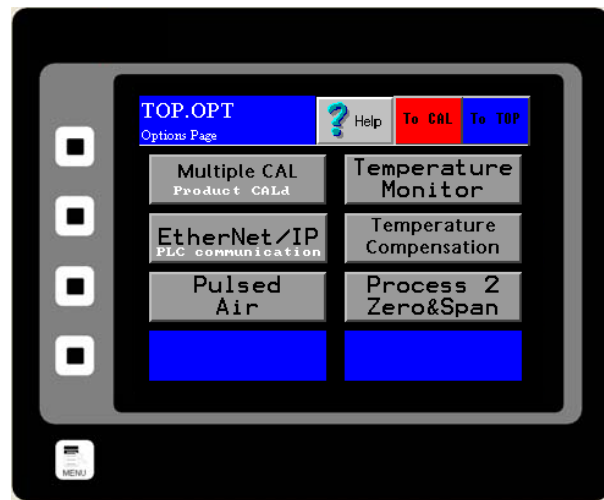 TOP.OPT
Options Page
Help
To CAL
To TOP
Multiple CAL
Product CALd
Temperature
Monitor
EtherNet/IP
PLC communication
Temperature
Compensation
Pulsed
Air
Process 2
Zero&Span
MENU